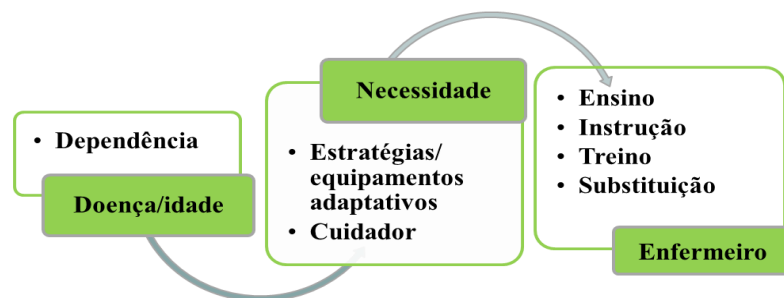 • Dependência
Doença/idade
Necessidade
• Estratégias/
equipamentos
adaptativos
• Cuidador
• Ensino
• Instrução
• Treino
• Substituição
Enfermeiro